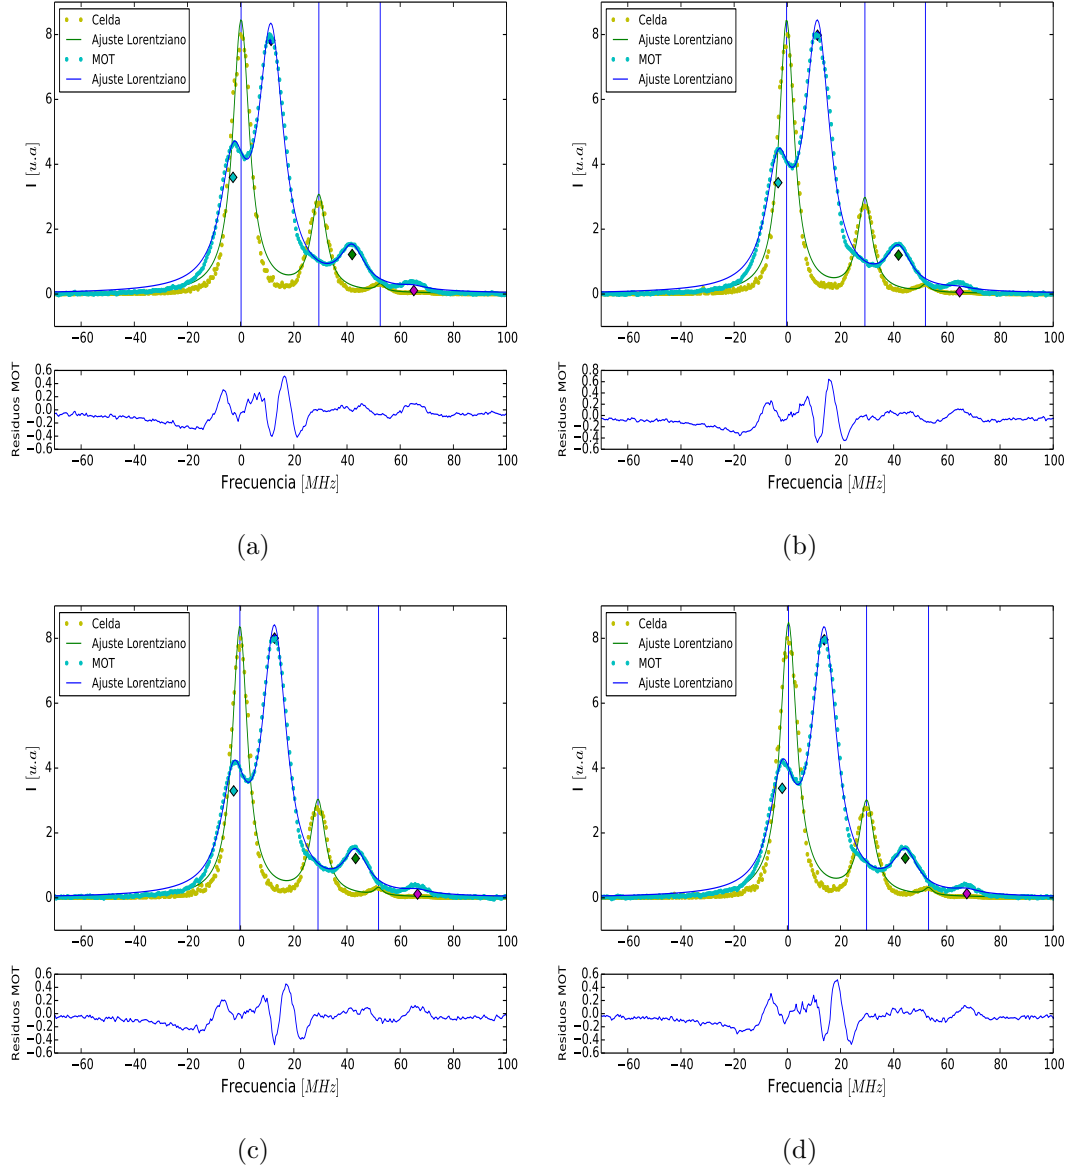 Celda
Ajuste Lorentziano
MOT
Ajuste Lorentziano
8
6
4
2
0
I [u.a]
−60 −40 −20 0 20 40 60 80 100
0.6
0.4
0.2
0.0
−0.2
−0.4
−0.6
Residuos MOT
−60 −40 −20 0 20 40 60 80 100
Frecuencia [MHz]
(a)
Celda
Ajuste Lorentziano
MOT
Ajuste Lorentziano
8
6
4
2
0
I [u.a]
−60 −40 −20 0 20 40 60 80 100
0.8
0.6
0.4
0.2
0.0
−0.2
−0.4
−0.6
Residuos MOT
−60 −40 −20 0 20 40 60 80 100
Frecuencia [MHz]
(b)
Celda
Ajuste Lorentziano
MOT
Ajuste Lorentziano
8
6
4
2
0
I [u.a]
−60 −40 −20 0 20 40 60 80 100
0.6
0.4
0.2
0.0
−0.2
−0.4
−0.6
Residuos MOT
−60 −40 −20 0 20 40 60 80 100
Frecuencia [MHz]
(c)
Celda
Ajuste Lorentziano
MOT
Ajuste Lorentziano
8
6
4
2
0
I [u.a]
−60 −40 −20 0 20 40 60 80 100
0.6
0.4
0.2
0.0
−0.2
−0.4
−0.6
Residuos MOT
−60 −40 −20 0 20 40 60 80 100
Frecuencia [MHz]
(d)